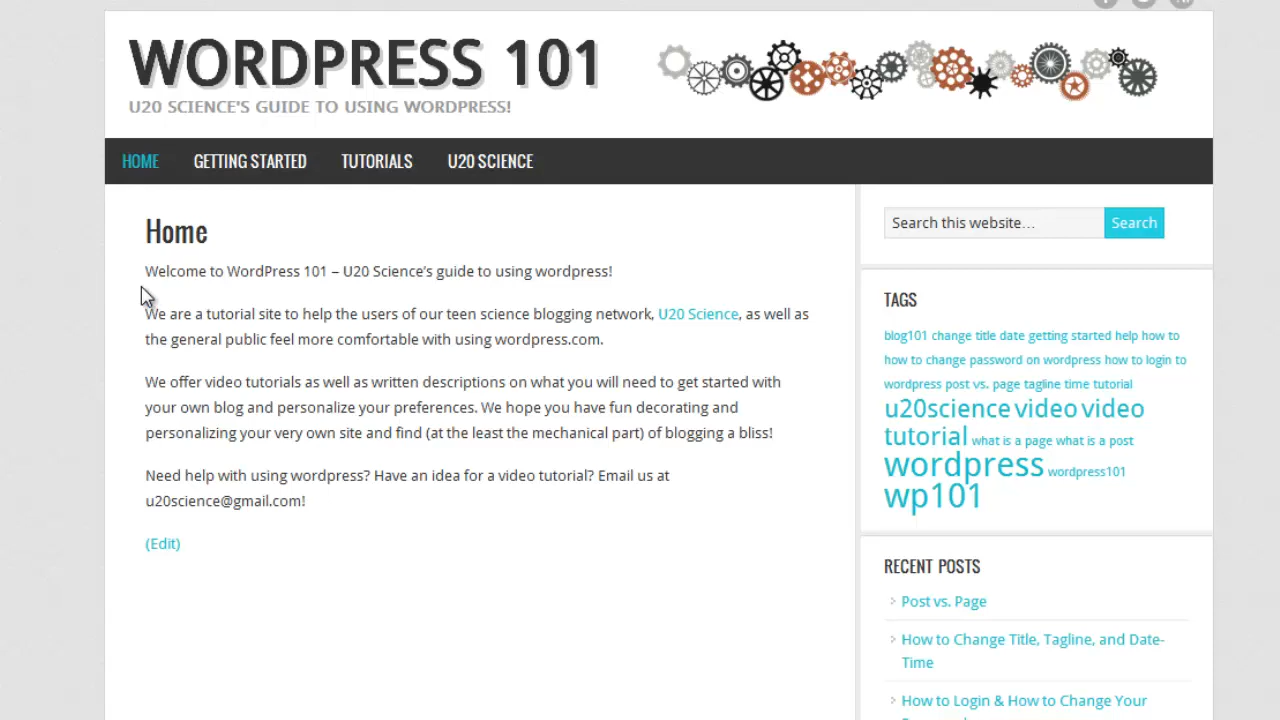 WORDPRESS 101
U20 SCIENCE'S GUIDE TO USING WORDPRESS!
HOME GETTING STARTED TUTORIALS U20 SCIENCE
Home
Welcome to WordPress 101 – U20 Science's guide to using wordpress!
We are a tutorial site to help the users of our teen science blogging network, U20 Science, as well as
the general public feel more comfortable with using wordpress.com.
We offer video tutorials as well as written descriptions on what you will need to get started with
your own blog and personalize your preferences. We hope you have fun decorating and
personalizing your very own site and find (at the least the mechanical part) of blogging a bliss!
Need help with using wordpress? Have an idea for a video tutorial? Email us at
u20science@gmail.com!
(Edit)
Search this website… Search
TAGS
blog101 change title date getting started help how to
how to change password on wordpress how to login to
wordpress post vs. page tagline time tutorial
u20science video video
tutorial what is a page what is a post
wordpress wordpress101
wp101
RECENT POSTS
Post vs. Page
How to Change Title, Tagline, and Date-
Time
How to Login & How to Change Your